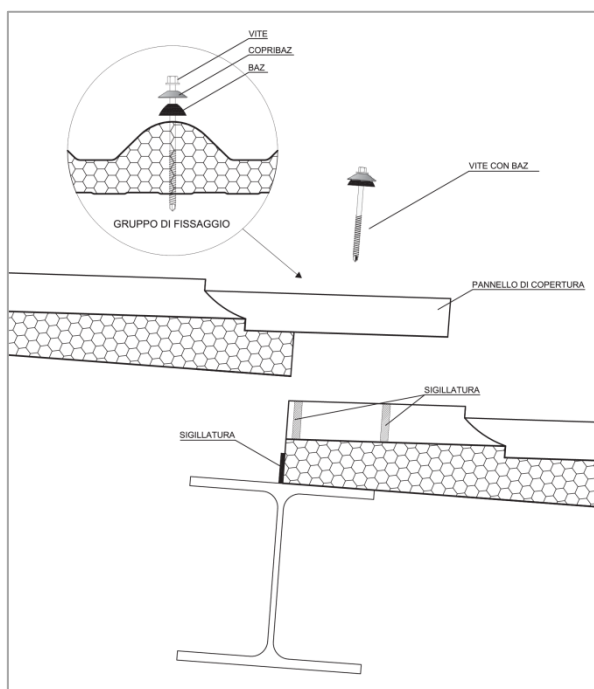 VITE
COPRIBAZ
BAZ
VITE CON BAZ
GRUPPO DI FISSAGGIO
PANNELLO DI COPERTURA
SIGILLATURA
SIGILLATURA